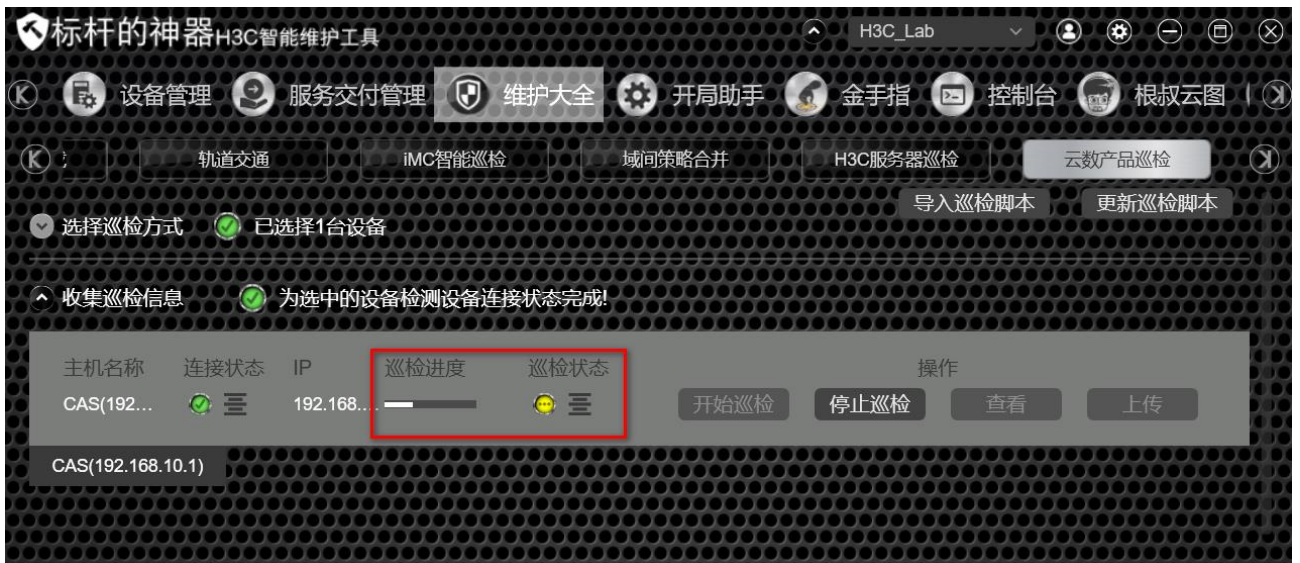 标杆的神器H3C智能维护工具 H3C_Lab
设备管理 服务交付管理 维护大全 开局助手 金手指 控制台 根叔云图
轨道交通 iMC智能巡检 域间策略合并 H3C服务器巡检 云数产品巡检
导入巡检脚本 更新巡检脚本
选择巡检方式 已选择1台设备
收集巡检信息 为选中的设备检测设备连接状态完成!
主机名称 连接状态 IP 巡检进度 巡检状态 操作
CAS(192... 192.168.... 开始巡检 停止巡检 查看 上传
CAS(192.168.10.1)